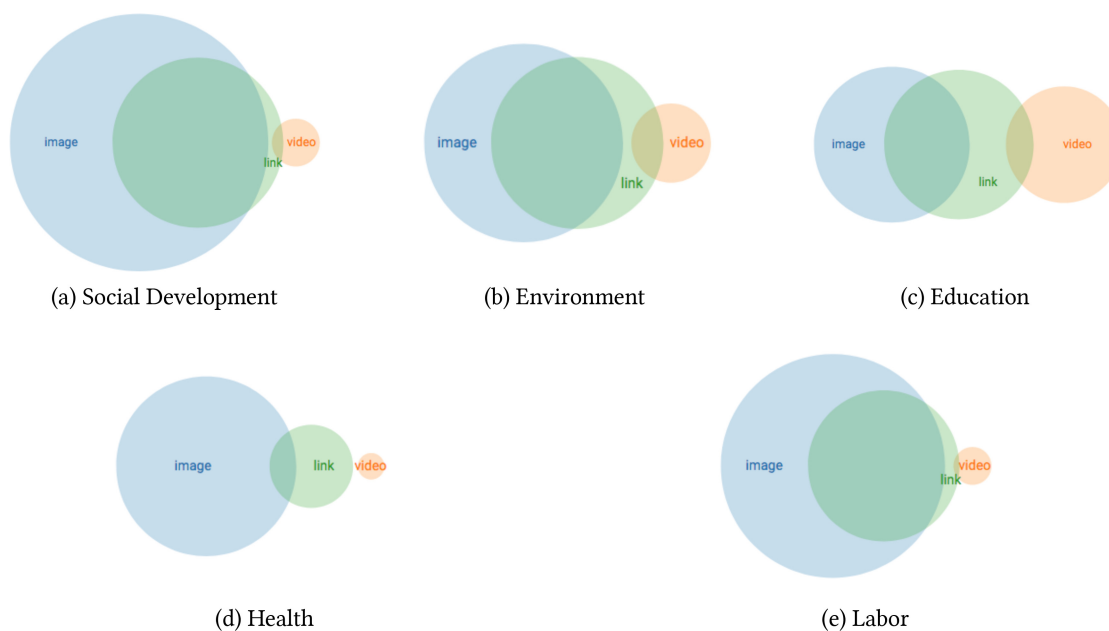 image
link
video
(a) Social Development
image
link
video
(b) Environment
image
link
video
(c) Education
image
link
video
(d) Health
image
link
video
(e) Labor